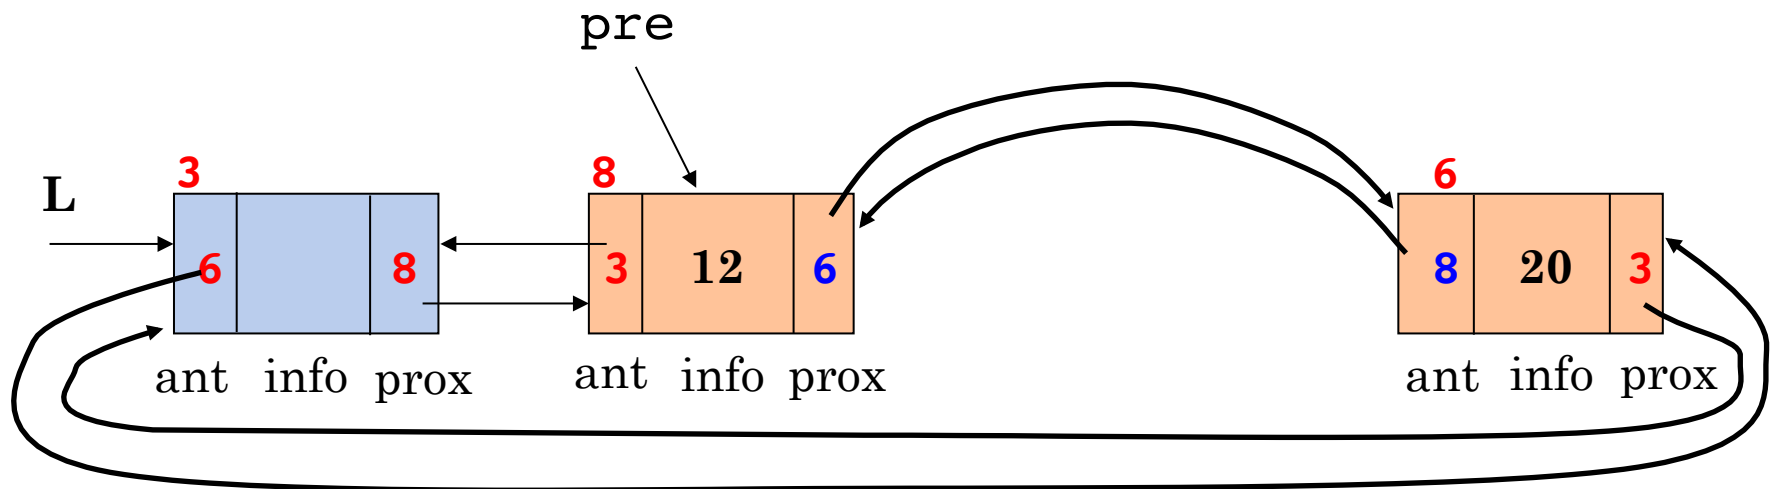 pre
3 8 6
L
6 8 3 12 6 8 20 3
ant info prox ant info prox ant info prox